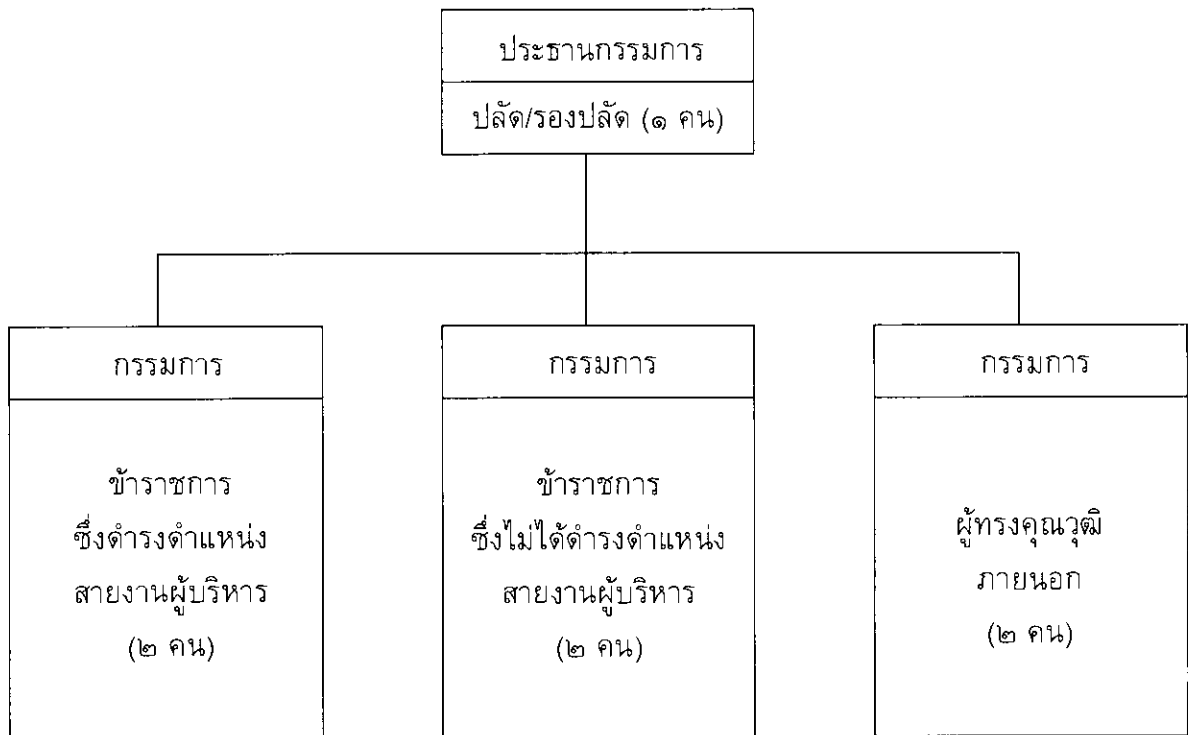 ประธานกรรมการ
ปลัด/รองปลัด (๑ คน)
กรรมการ
ข้าราชการ
ซึ่งดำรงตำแหน่ง
สายงานผู้บริหาร
(๒ คน)
กรรมการ
ข้าราชการ
ซึ่งไม่ได้ดำรงตำแหน่ง
สายงานผู้บริหาร
(๒ คน)
กรรมการ
ผู้ทรงคุณวุฒิ
ภายนอก
(๒ คน)